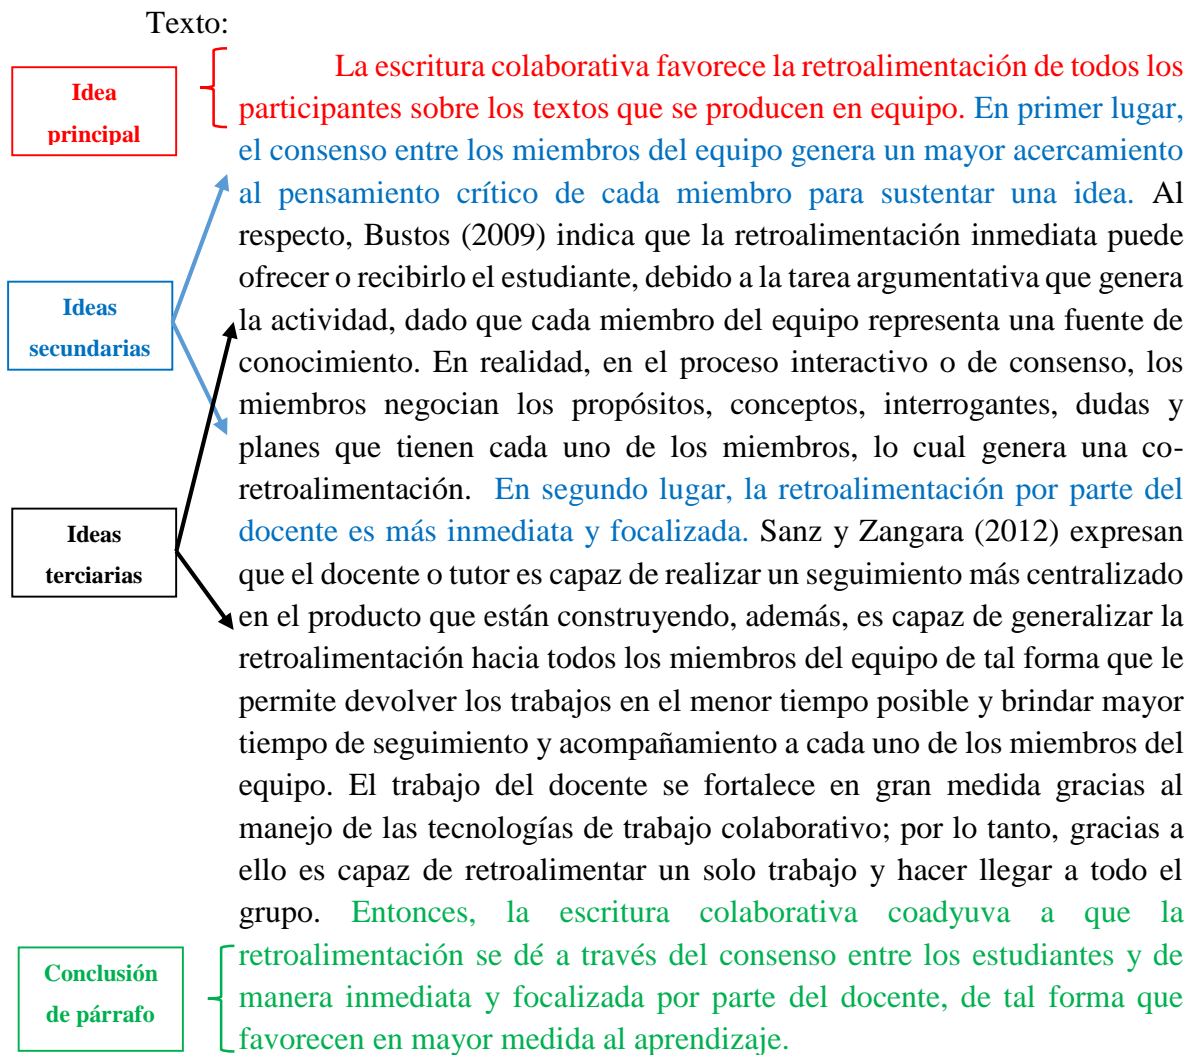 Texto:
Idea
principal
La escritura colaborativa favorece la retroalimentación de todos los
participantes sobre los textos que se producen en equipo. En primer lugar,
el consenso entre los miembros del equipo genera un mayor acercamiento
al pensamiento crítico de cada miembro para sustentar una idea. Al
respecto, Bustos (2009) indica que la retroalimentación inmediata puede
ofrecer o recibirlo el estudiante, debido a la tarea argumentativa que genera
Ideas
secundarias
la actividad, dado que cada miembro del equipo representa una fuente de
conocimiento. En realidad, en el proceso interactivo o de consenso, los
miembros negocian los propósitos, conceptos, interrogantes, dudas y
planes que tienen cada uno de los miembros, lo cual genera una co-
retroalimentación. En segundo lugar, la retroalimentación por parte del
docente es más inmediata y focalizada. Sanz y Zangara (2012) expresan
Ideas
terciarias
que el docente o tutor es capaz de realizar un seguimiento más centralizado
en el producto que están construyendo, además, es capaz de generalizar la
retroalimentación hacia todos los miembros del equipo de tal forma que le
permite devolver los trabajos en el menor tiempo posible y brindar mayor
tiempo de seguimiento y acompañamiento a cada uno de los miembros del
equipo. El trabajo del docente se fortalece en gran medida gracias al
manejo de las tecnologías de trabajo colaborativo; por lo tanto, gracias a
ello es capaz de retroalimentar un solo trabajo y hacer llegar a todo el
grupo. Entonces, la escritura colaborativa coadyuva a que la
Conclusión
de párrafo
retroalimentación se dé a través del consenso entre los estudiantes y de
manera inmediata y focalizada por parte del docente, de tal forma que
favorecen en mayor medida al aprendizaje.